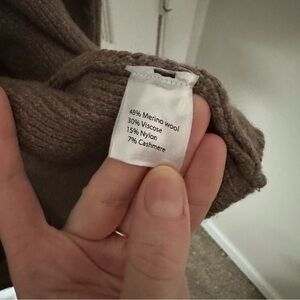 48% Merino wool
30% Viscose
15% Nylon
7% Cashmere